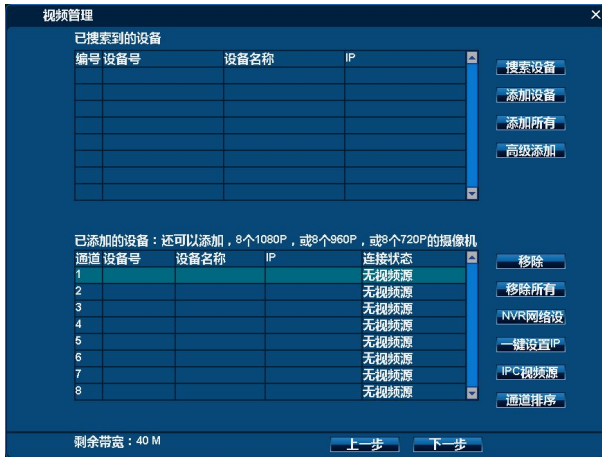 视频管理
已搜索到的设备
编号 设备号 设备名称 IP
搜索设备
添加设备
添加所有
高级添加
已添加的设备：还可以添加，8个1080P，或8个960P，或8个720P的摄像机
通道 设备号 设备名称 IP 连接状态
1 无视频源
2 无视频源
3 无视频源
4 无视频源
5 无视频源
6 无视频源
7 无视频源
8 无视频源
移除
移除所有
NVR网络设
一键设置IP
IPC视频源
通道排序
剩余带宽：40 M
上一步 下一步